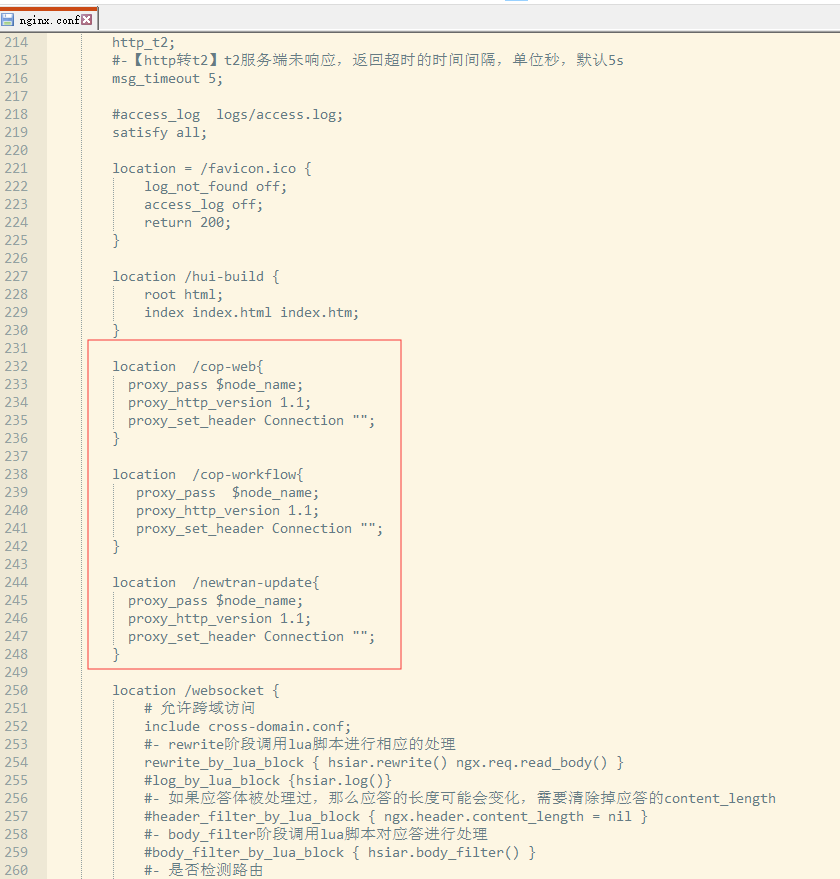 nginx.conf
214 http_t2;
215 #-【http转t2】t2服务端未响应，返回超时的时间间隔，单位秒，默认5s
216 msg_timeout 5;
217
218 #access_log  logs/access.log;
219 satisfy all;
220
221 location = /favicon.ico {
222 log_not_found off;
223 access_log off;
224 return 200;
225 }
226
227 location /hui-build {
228 root html;
229 index index.html index.htm;
230 }
231
232 location  /cop-web{
233 proxy_pass $node_name;
234 proxy_http_version 1.1;
235 proxy_set_header Connection "";
236 }
237
238 location  /cop-workflow{
239 proxy_pass  $node_name;
240 proxy_http_version 1.1;
241 proxy_set_header Connection "";
242 }
243
244 location  /newtran-update{
245 proxy_pass $node_name;
246 proxy_http_version 1.1;
247 proxy_set_header Connection "";
248 }
249
250 location /websocket {
251 # 允许跨域访问
252 include cross-domain.conf;
253 #- rewrite阶段调用lua脚本进行相应的处理
254 rewrite_by_lua_block { hsiar.rewrite() ngx.req.read_body() }
255 #log_by_lua_block {hsiar.log()}
256 #- 如果应答体被处理过，那么应答的长度可能会变化，需要清除掉应答的content_length
257 #header_filter_by_lua_block { ngx.header.content_length = nil }
258 #- body_filter阶段调用lua脚本对应答进行处理
259 #body_filter_by_lua_block { hsiar.body_filter() }
260 #- 是否检测路由